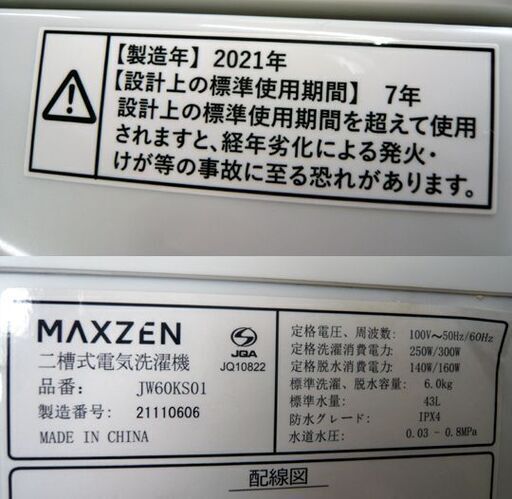 【製造年】 2021年
【設計上の標準使用期間】 7年
設計上の標準使用期間を超えて使用
されますと、経年劣化による発火・
けが等の事故に至る恐れがあります。
MAXZEN
JQA
JQ10822
二槽式電気洗濯機
品番: JW60KS01
製造番号: 21110606
MADE IN CHINA
定格電圧、周波数: 100V～50Hz/60Hz
定格洗濯消費電力: 250W/300W
定格脱水消費電力: 140W/160W
標準洗濯、脱水容量: 6.0kg
標準水量: 43L
防水グレード: IPX4
水道水圧: 0.03 - 0.8MPa
配線図